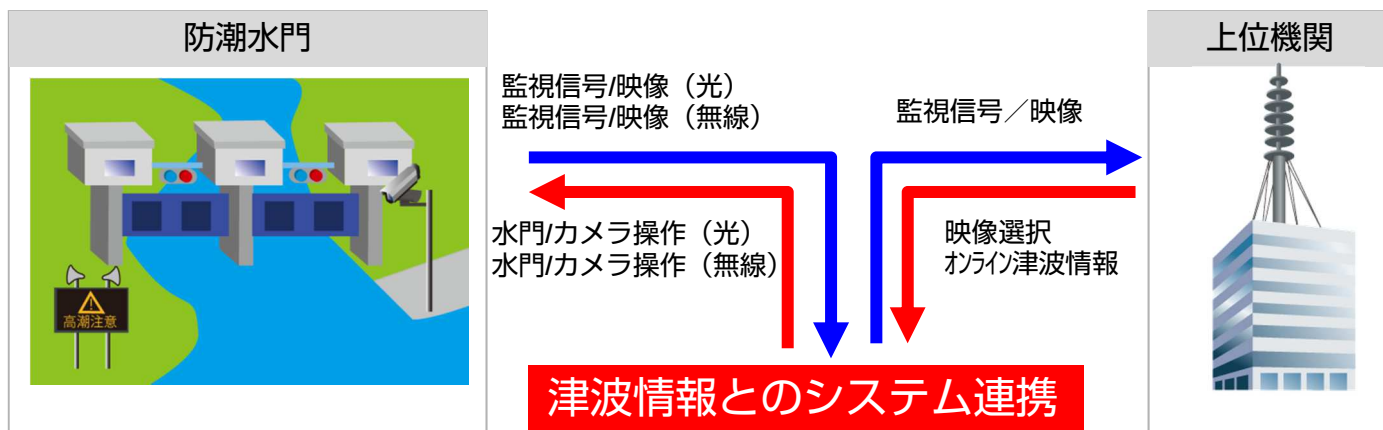 防潮水門
上位機関
監視信号/映像（光）
監視信号/映像（無線）
監視信号／映像
水門/カメラ操作（光）
水門/カメラ操作（無線）
映像選択
ｵﾝﾗｲﾝ津波情報
高潮注意
津波情報とのシステム連携